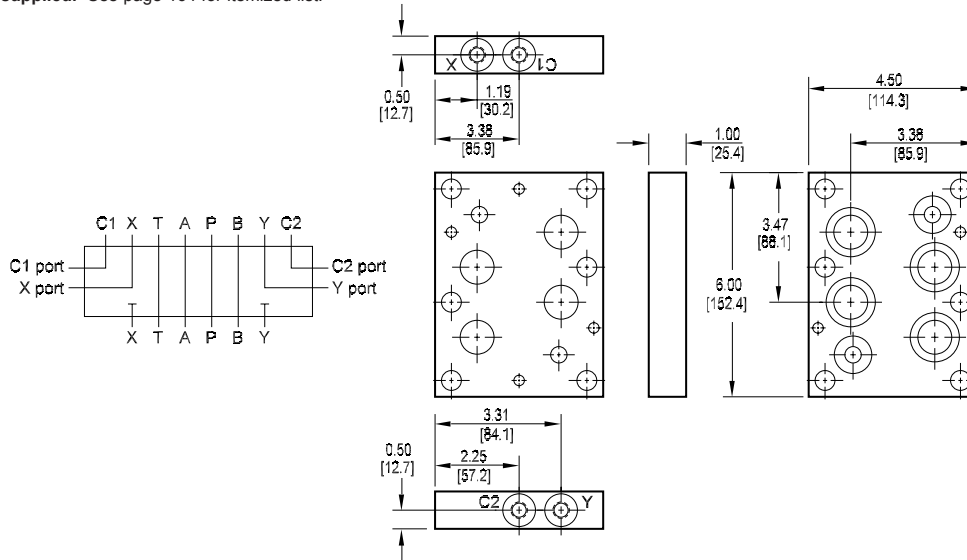 supplied. See page for itemized list.
X C1
0.50
[12.7]
1.19
[30.2]
3.38
[85.9]
4.50
[114.3]
3.38
[85.9]
1.00
[25.4]
3.47
[88.1]
6.00
[152.4]
C1 X T A P B Y C2
C1 port
X port
C2 port
Y port
X T A P B Y
3.31
[84.1]
0.50
[12.7]
2.25
[57.2]
C2 Y